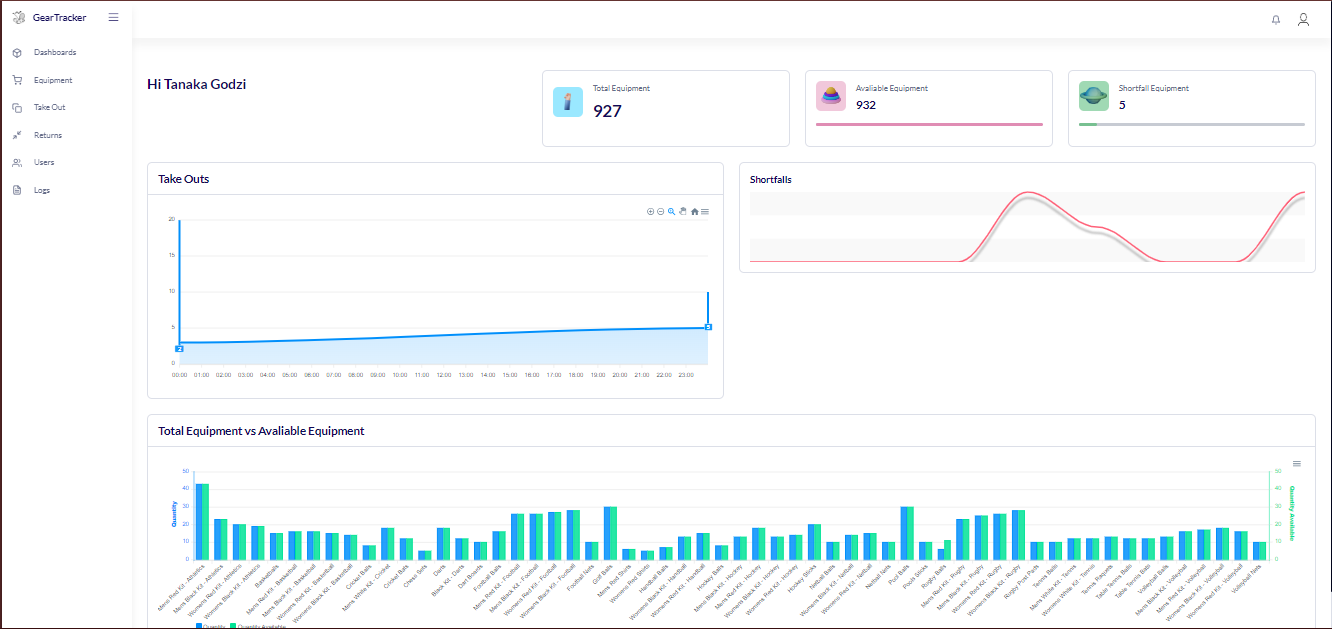 GearTracker
Dashboards
Equipment
Take Out
Returns
Users
Logs
Hi Tanaka Godzi
Total Equipment
927
Avaliable Equipment
932
Shortfall Equipment
5
Take Outs
20
15
10
5
0
2
5
00:00 01:00 02:00 03:00 04:00 05:00 06:00 07:00 08:00 09:00 10:00 11:00 12:00 13:00 14:00 15:00 16:00 17:00 18:00 19:00 20:00 21:00 22:00 23:00
Shortfalls
Total Equipment vs Avaliable Equipment
Quantity
50
40
30
20
10
0
50
40
30
20
10
0
Quantity Available
Mens Red Kit - Athletics
Mens Black Kit - Athletics
Womens Red Kit - Athletics
Womens Black Kit - Athletics
Basketballs
Mens Red Kit - Basketball
Mens Black Kit - Basketball
Womens Red Kit - Basketball
Womens Black Kit - Basketball
Cricket Balls
Mens White Kit - Cricket
Cricket Bats
Chess Sets
Darts
Black Kit - Darts
Dart Boards
Football Balls
Mens Red Kit - Football
Mens Black Kit - Football
Womens Red Kit - Football
Womens Black Kit - Football
Football Nets
Golf Balls
Mens Red Shorts
Womens Red Shorts
Handball Balls
Womens Black Kit - Handball
Womens Red Kit - Handball
Hockey Balls
Mens Black Kit - Hockey
Mens Red Kit - Hockey
Womens Black Kit - Hockey
Womens Red Kit - Hockey
Hockey Sticks
Netball Balls
Womens Black Kit - Netball
Womens Red Kit - Netball
Netball Nets
Pool Balls
Pools Sticks
Rugby Balls
Mens Red Kit - Rugby
Mens Black Kit - Rugby
Womens Red Kit - Rugby
Womens Black Kit - Rugby
Rugby Post Pads
Tennis Balls
Mens White Kit - Tennis
Womens White Kit - Tennis
Tennis Raquets
Table Tennis Balls
Table Tennis Bats
Volleyball Balls
Mens Black Kit - Volleyball
Mens Red Kit - Volleyball
Womens Black Kit - Volleyball
Womens Red Kit - Volleyball
Volleyball Nets
Quantity Quantity Available